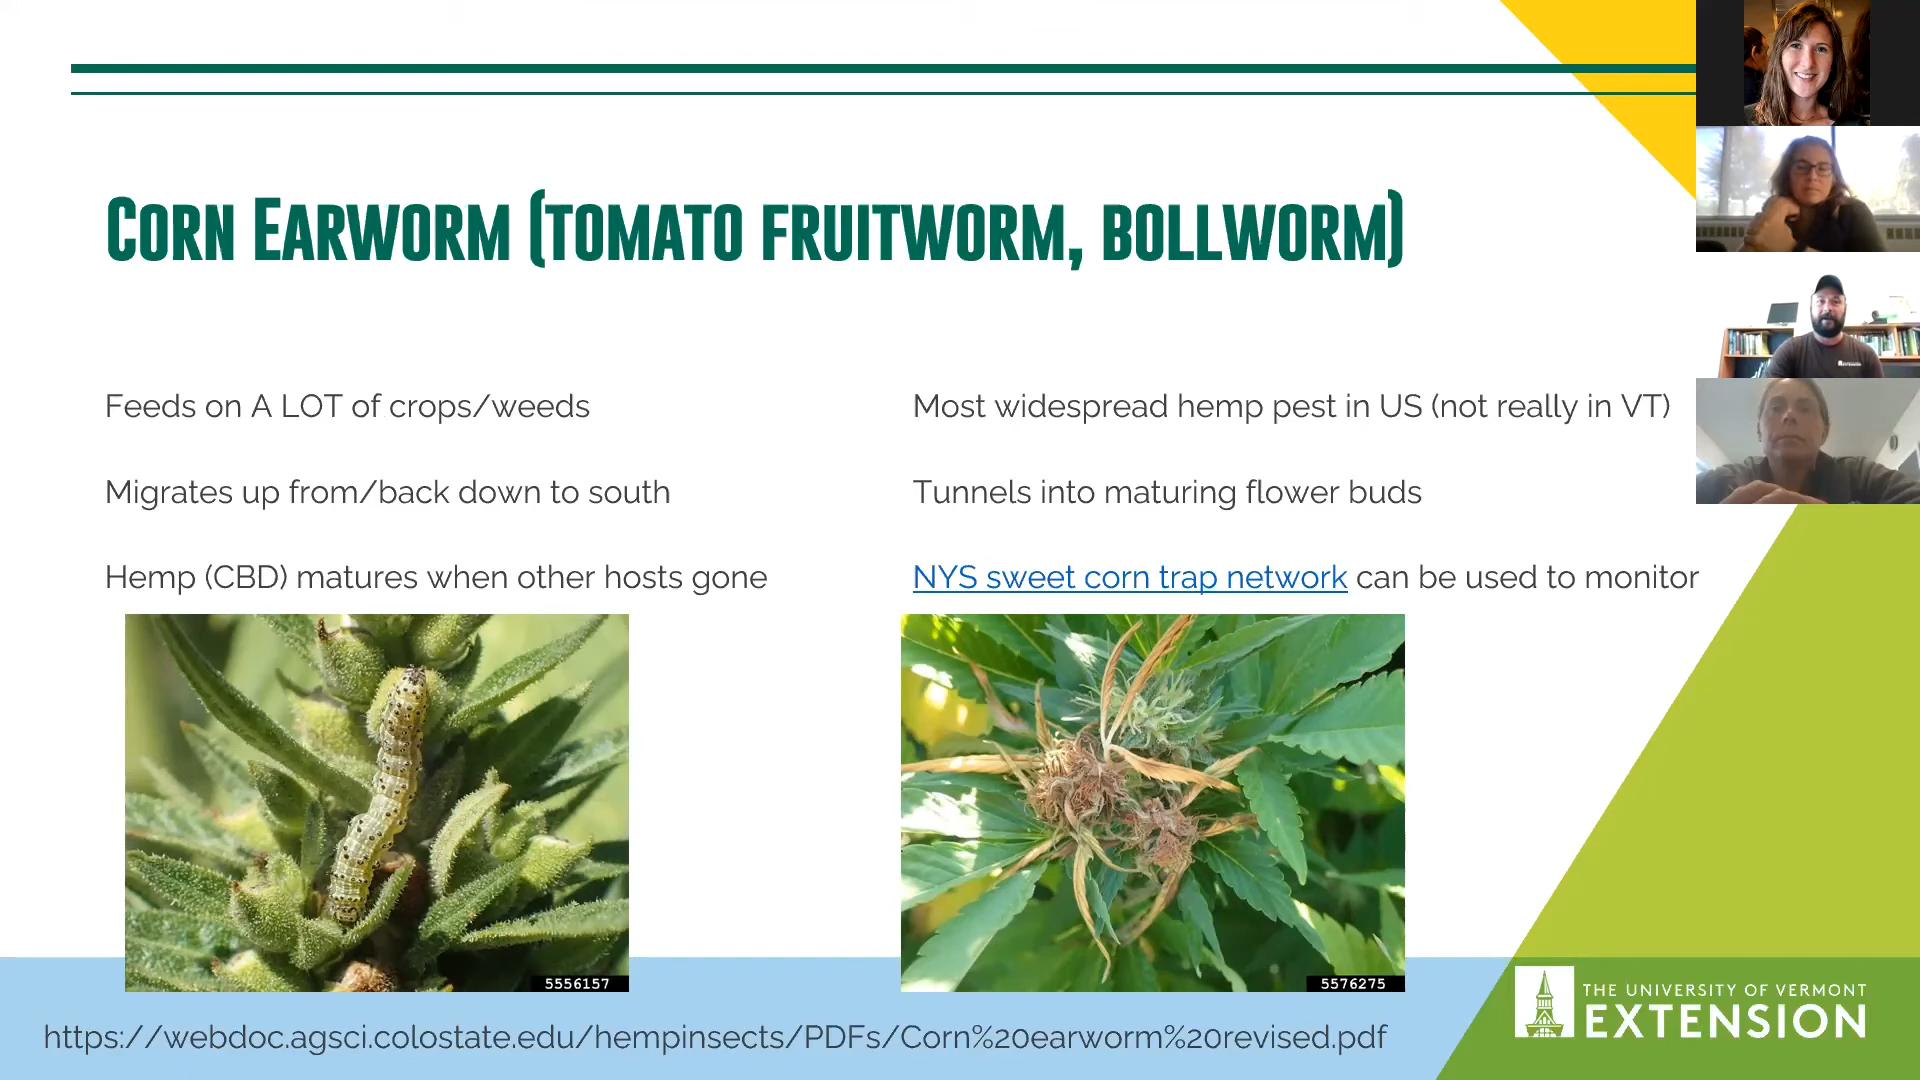 Corn Earworm (tomato fruitworm, bollworm)
Feeds on A LOT of crops/weeds
Migrates up from/back down to south
Hemp (CBD) matures when other hosts gone
Most widespread hemp pest in US (not really in VT)
Tunnels into maturing flower buds
NYS sweet corn trap network can be used to monitor
5556157
5576275
https://webdoc.agsci.colostate.edu/hempinsects/PDFs/Corn%20earworm%20revised.pdf
THE UNIVERSITY OF VERMONT
EXTENSION
EXTENSION